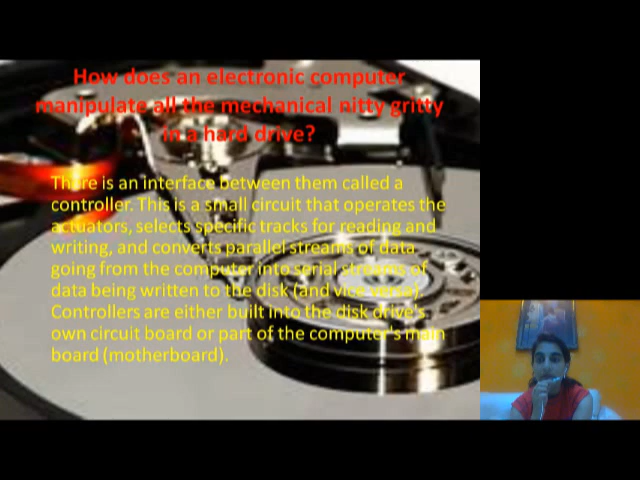 How does an electronic computer
manipulate all the mechanical nitty gritty
in a hard drive?
There is an interface between them called a
controller. This is a small circuit that operates the
actuators, selects specific tracks for reading and
writing, and converts parallel streams of data
going from the computer into serial streams of
data being written to the disk (and vice versa).
Controllers are either built into the disk drive's
own circuit board or part of the computer's main
board (motherboard).